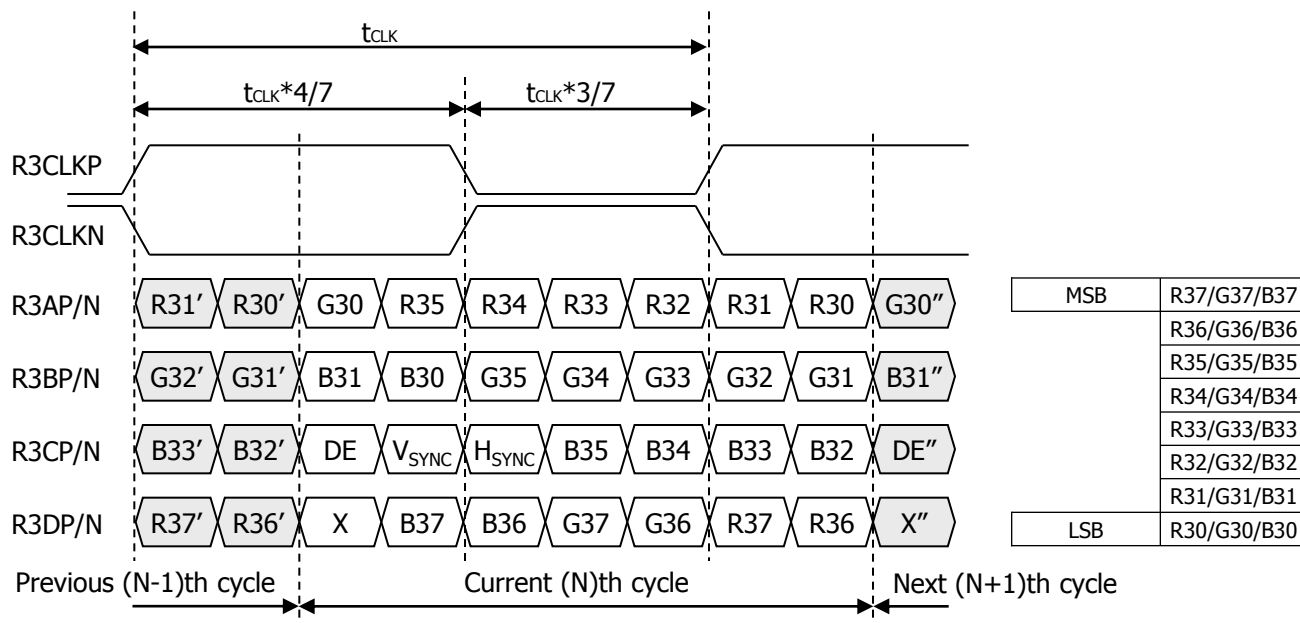 tCLK
tCLK*4/7 tCLK*3/7
R3CLKP
R3CLKN
R3AP/N R31′ R30′ G30 R35 R34 R33 R32 R31 R30 G30″
R3BP/N G32′ G31′ B31 B30 G35 G34 G33 G32 G31 B31″
R3CP/N B33′ B32′ DE VSYNC HSYNC B35 B34 B33 B32 DE″
R3DP/N R37′ R36′ X B37 B36 G37 G36 R37 R36 X″
Previous (N-1)th cycle Current (N)th cycle Next (N+1)th cycle
MSB R37/G37/B37
R36/G36/B36
R35/G35/B35
R34/G34/B34
R33/G33/B33
R32/G32/B32
R31/G31/B31
LSB R30/G30/B30